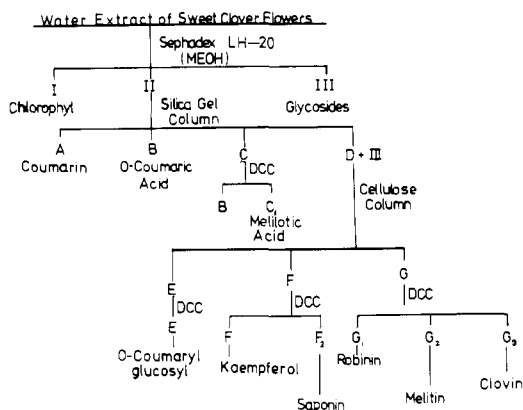 Water Extract of Sweet Clover Flowers
Sephadex LH-20
(MEOH)
I II III
Chlorophyl Silica Gel Glycosides
Column
A B C D + III
Coumarin O-Coumaric DCC Cellulose
Acid Column
B C₁
Melilotic
Acid
E F G
DCC DCC DCC
E F F₂ G₁ G₂ G₃
O-Coumaryl Kaempferol Robinin
glucosyl Clovin
Saponin Melitin